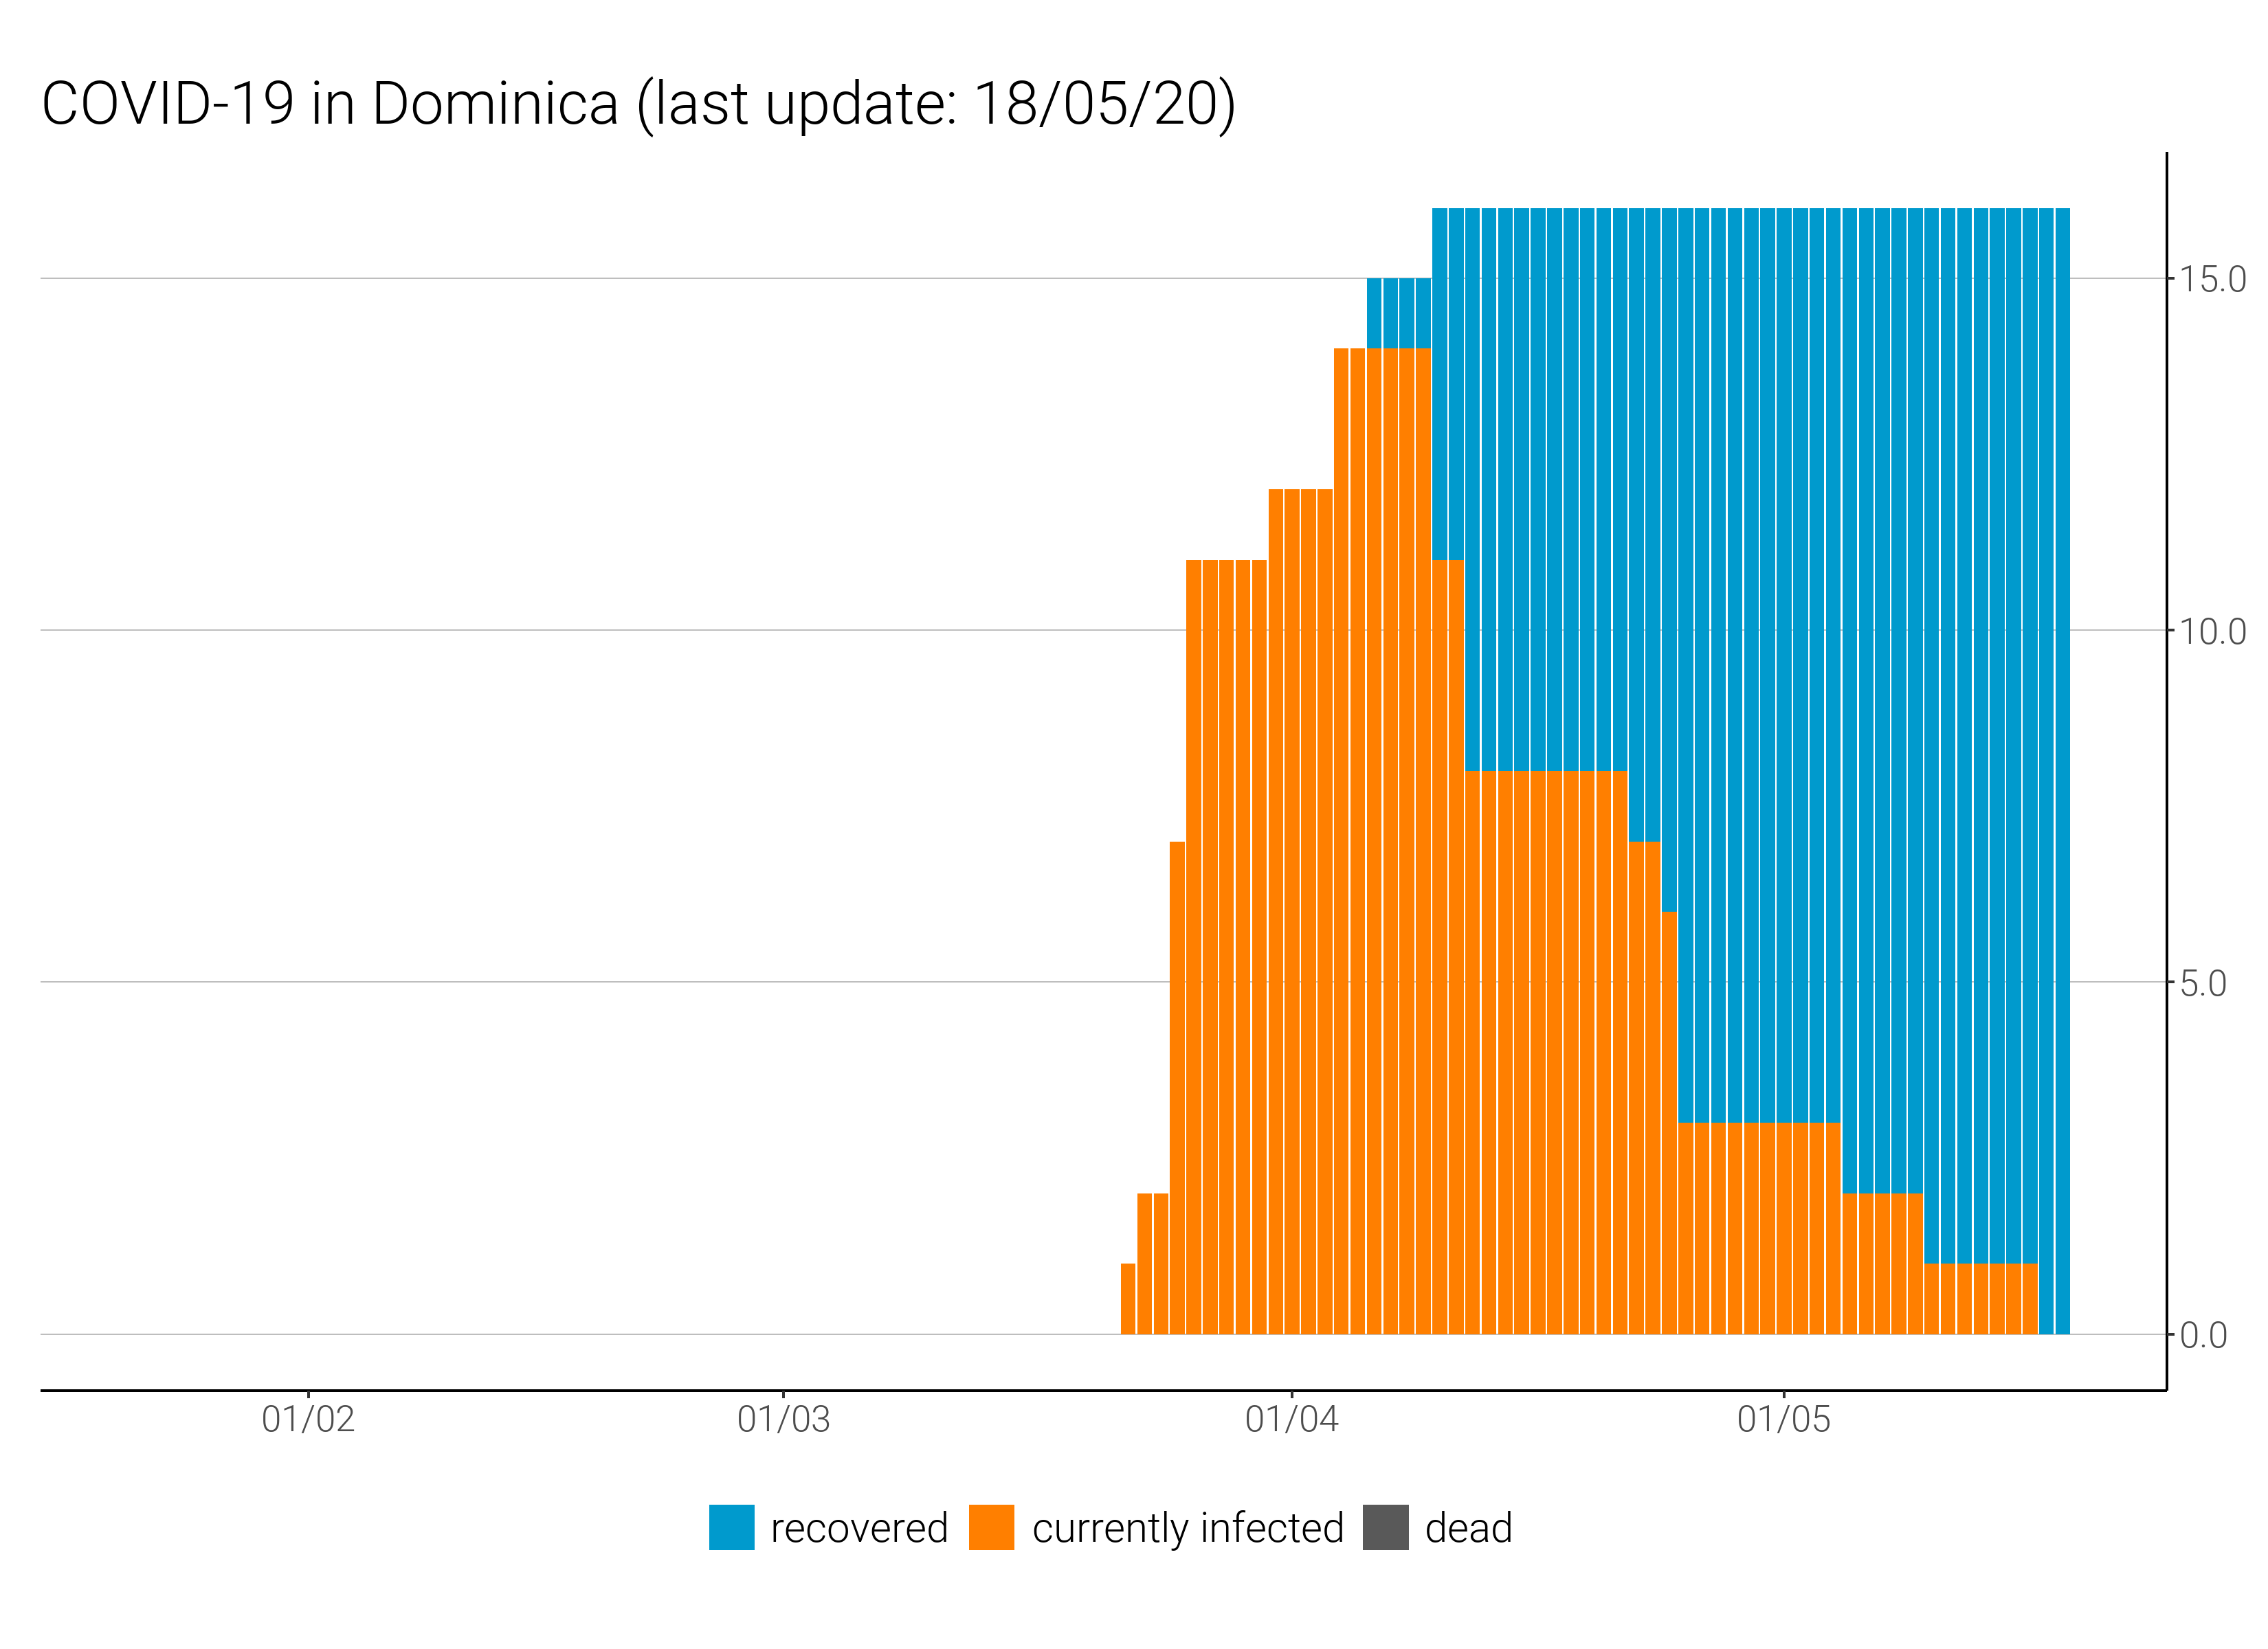 COVID-19 in Dominica (last update: 18/05/20)
15.0
10.0
5.0
0.0
01/02 01/03 01/04 01/05
recovered currently infected dead